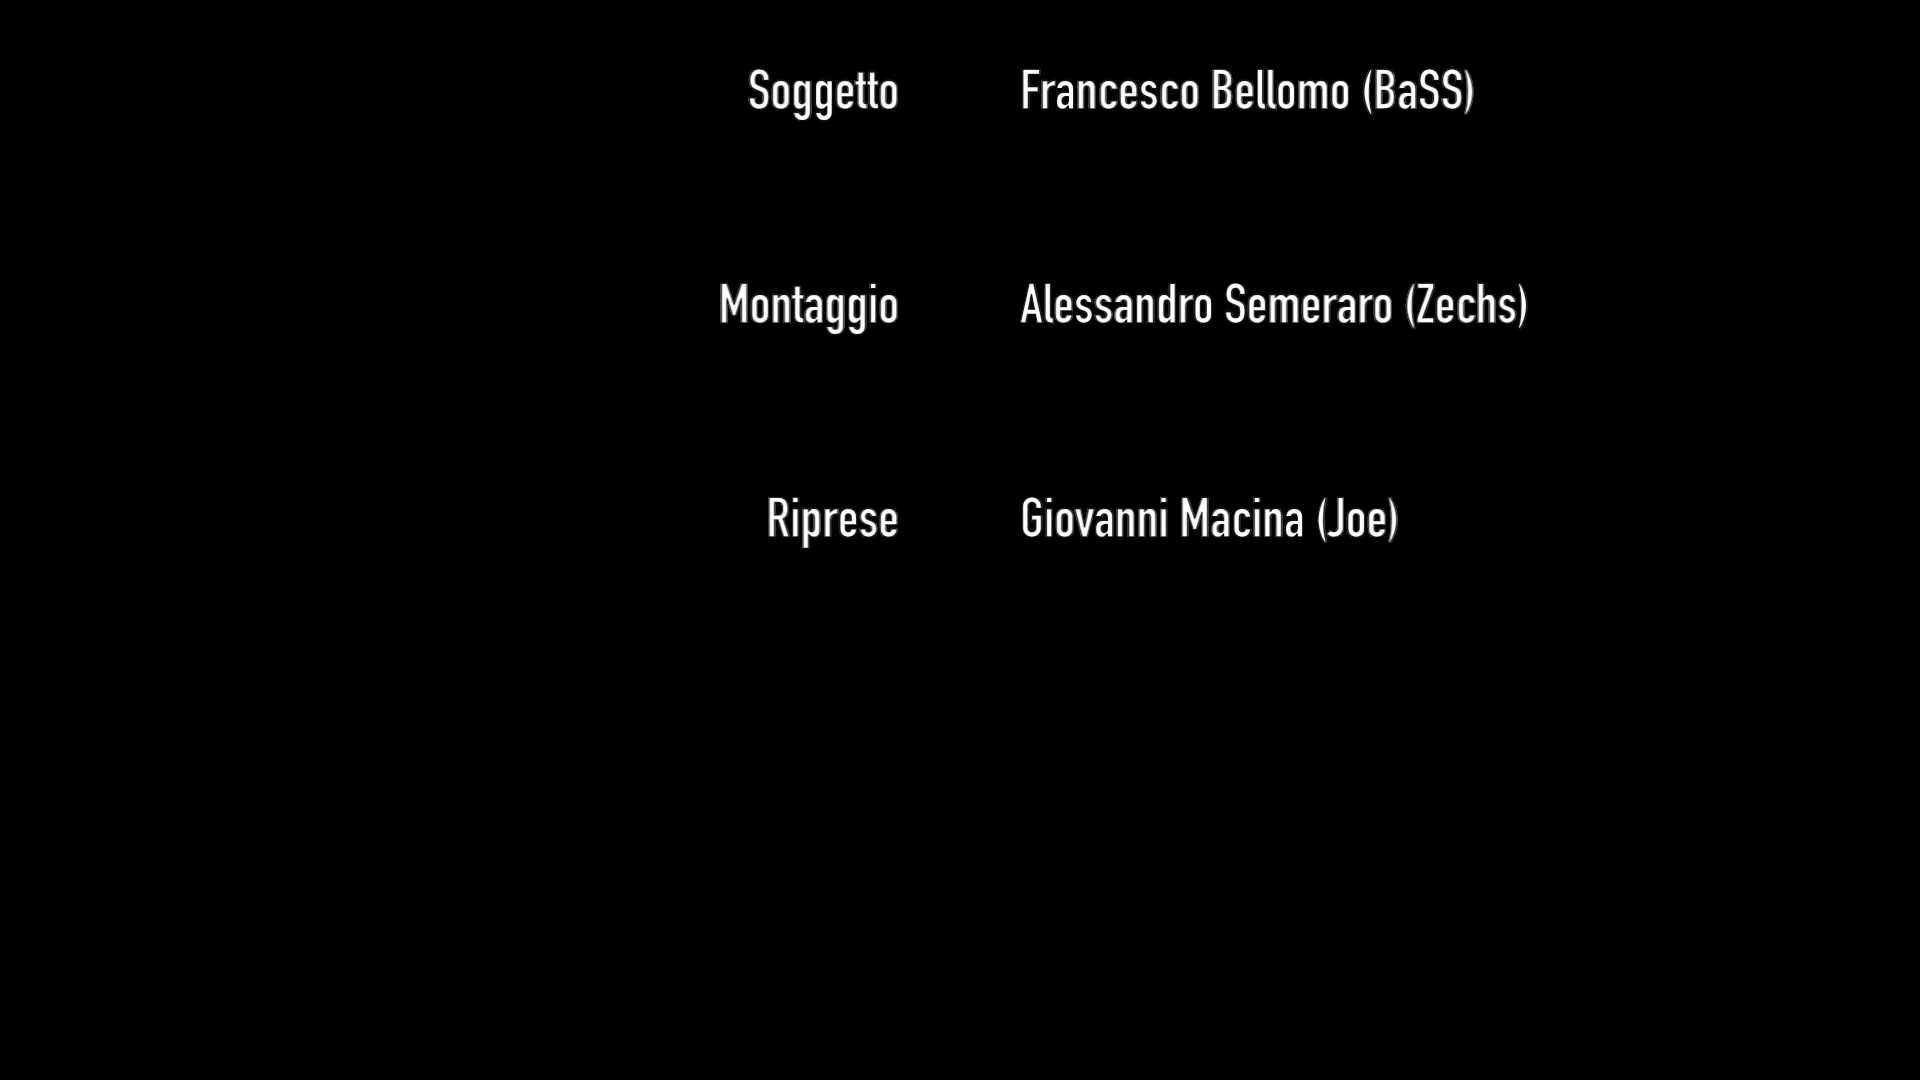 Soggetto Francesco Bellomo (BaSS)
Montaggio Alessandro Semeraro (Zechs)
Riprese Giovanni Macina (Joe)